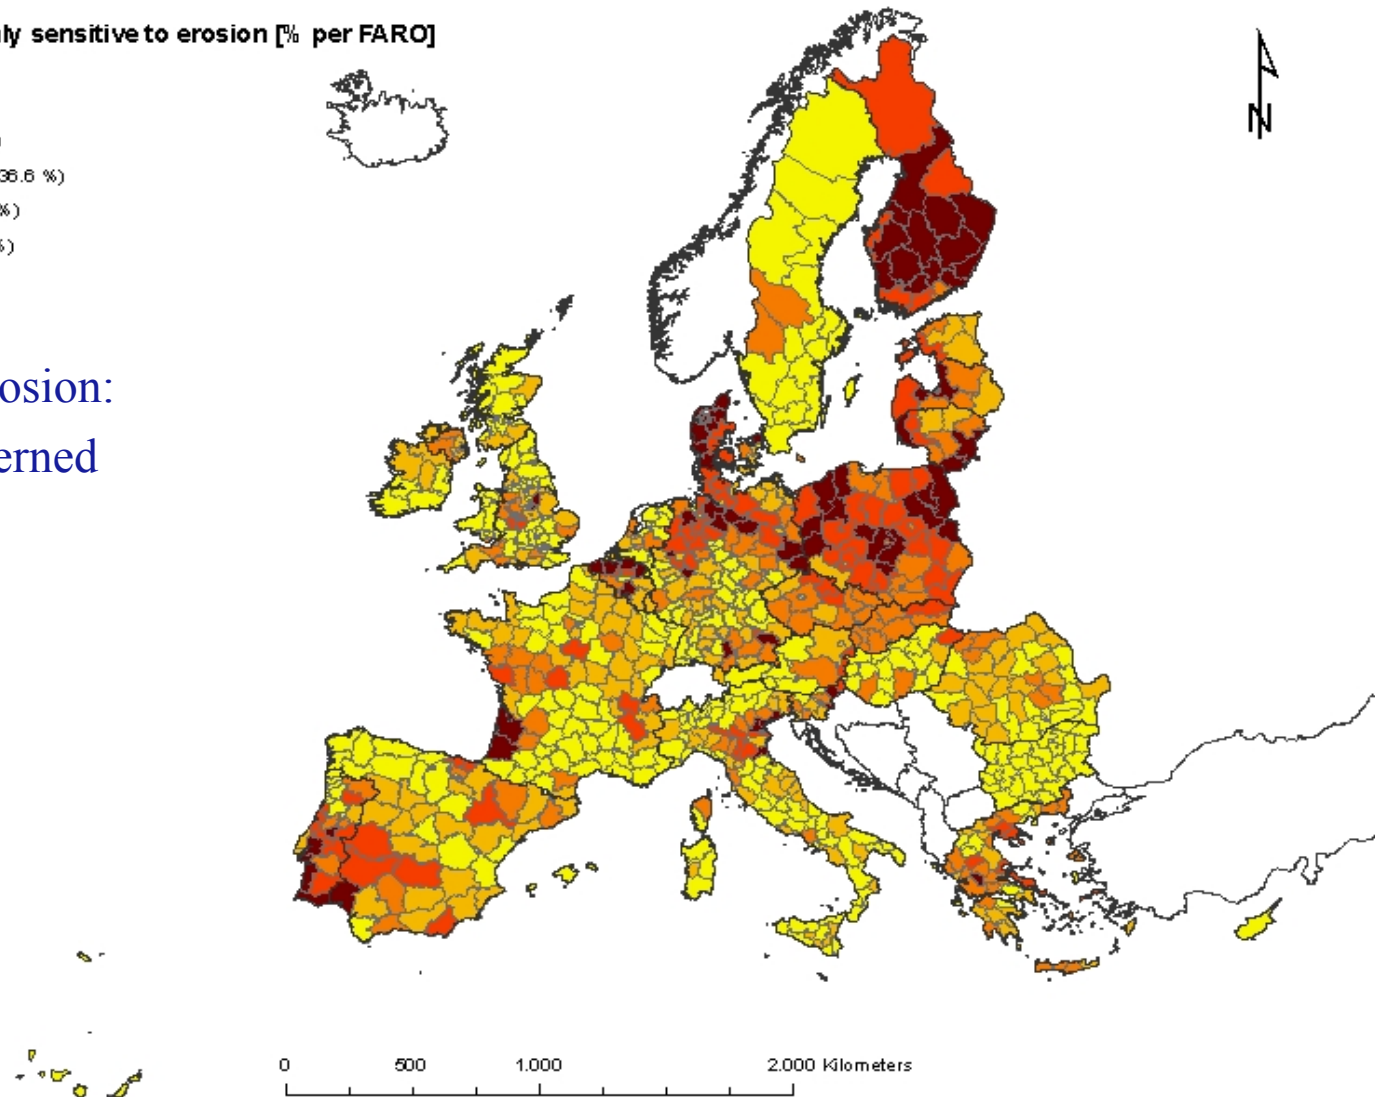 ly sensitive to erosion [% per FARO]
)
36.6 %)
%)
%)
osion:
erned
N
0 500 1.000 2.000 Kilometers